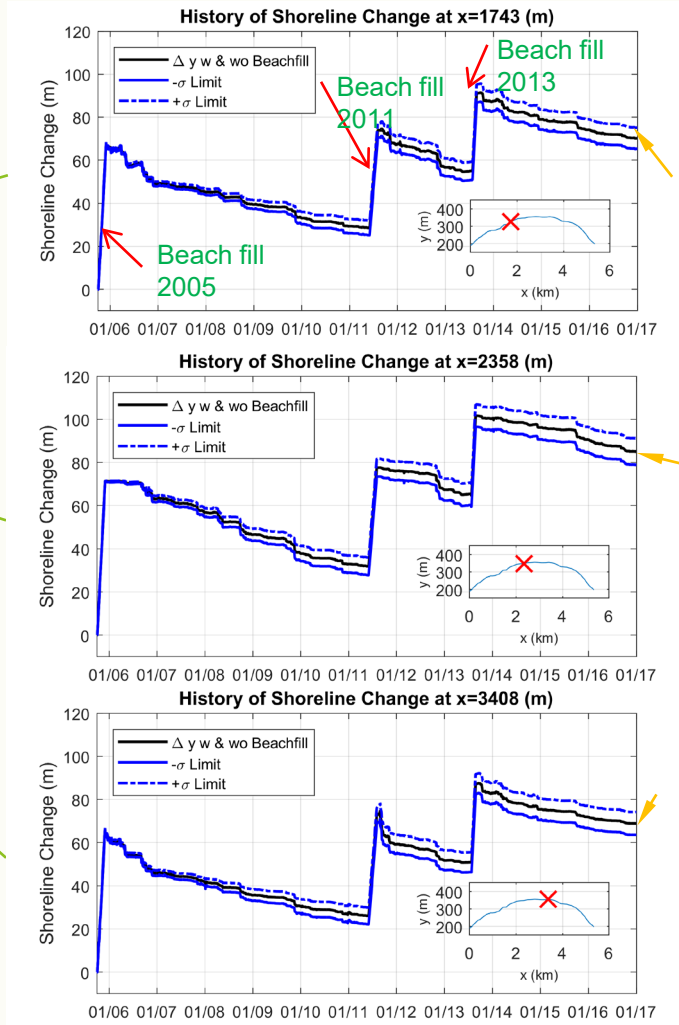 History of Shoreline Change at x=1743 (m)
120
100
80
60
40
20
0
Shoreline Change (m)
Δ y w & wo Beachfill
-σ Limit
+σ Limit
Beach fill
2005
Beach fill
2011
Beach fill
2013
400
300
200
y (m)
0 2 4 6
x (km)
01/06 01/07 01/08 01/09 01/10 01/11 01/12 01/13 01/14 01/15 01/16 01/17
History of Shoreline Change at x=2358 (m)
120
100
80
60
40
20
0
Shoreline Change (m)
Δ y w & wo Beachfill
-σ Limit
+σ Limit
400
300
200
y (m)
0 2 4 6
x (km)
01/06 01/07 01/08 01/09 01/10 01/11 01/12 01/13 01/14 01/15 01/16 01/17
History of Shoreline Change at x=3408 (m)
120
100
80
60
40
20
0
Shoreline Change (m)
Δ y w & wo Beachfill
-σ Limit
+σ Limit
400
300
200
y (m)
0 2 4 6
x (km)
01/06 01/07 01/08 01/09 01/10 01/11 01/12 01/13 01/14 01/15 01/16 01/17